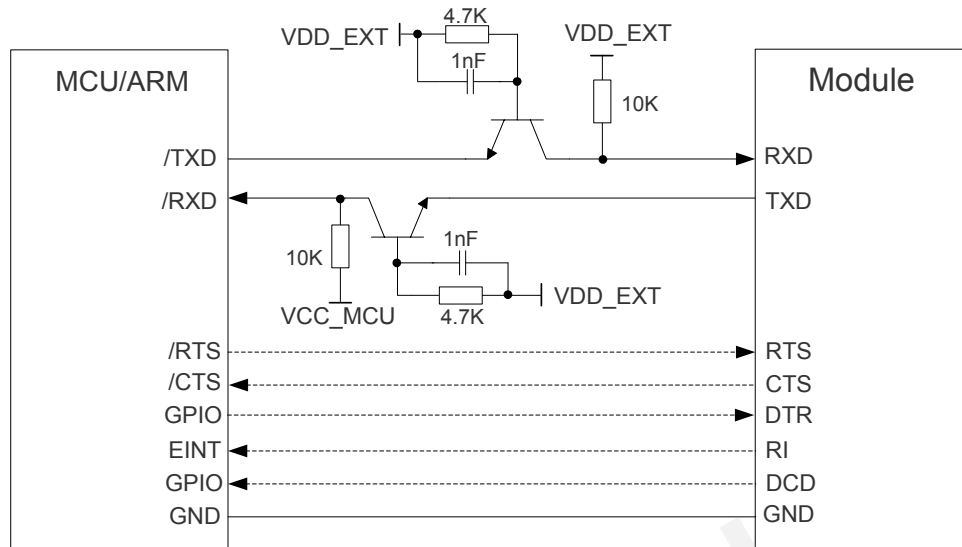 4.7K
VDD_EXT
VDD_EXT
1nF
MCU/ARM
Module
10K
/TXD
RXD
/RXD
TXD
1nF
10K
VDD_EXT
VCC_MCU
4.7K
/RTS
RTS
/CTS
CTS
GPIO
DTR
EINT
RI
GPIO
DCD
GND
GND